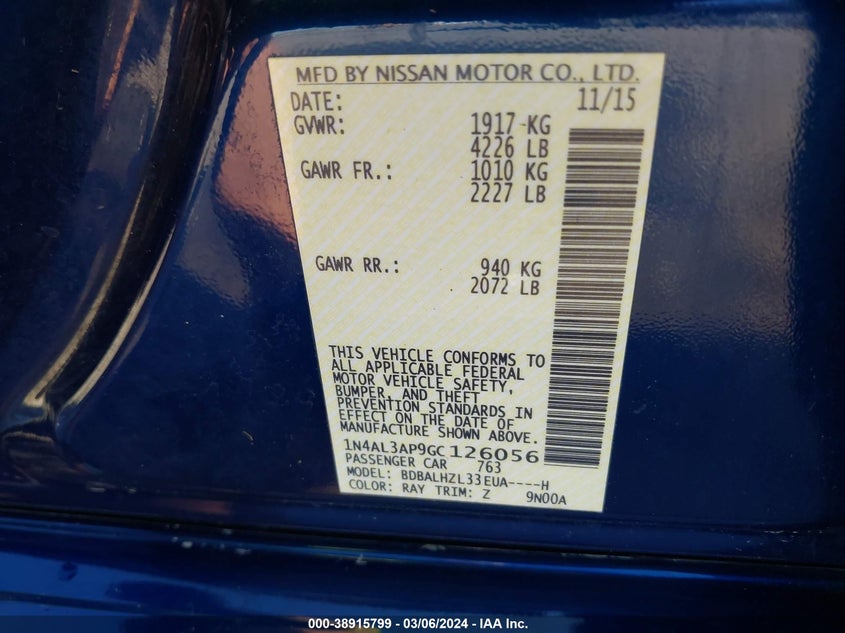 MFD BY NISSAN MOTOR CO., LTD.
DATE: 11/15
GVWR: 1917 KG
4226 LB
GAWR FR.: 1010 KG
2227 LB
GAWR RR.: 940 KG
2072 LB
THIS VEHICLE CONFORMS TO
ALL APPLICABLE FEDERAL
MOTOR VEHICLE SAFETY,
BUMPER, AND THEFT
PREVENTION STANDARDS IN
EFFECT ON THE DATE OF
MANUFACTURE SHOWN ABOVE.
1N4AL3AP9GC126056
PASSENGER CAR 763
MODEL: BDBALHZL33EUA----H
COLOR: RAY TRIM: Z 9N00A
000-38915799 - 03/06/2024 - IAA Inc.